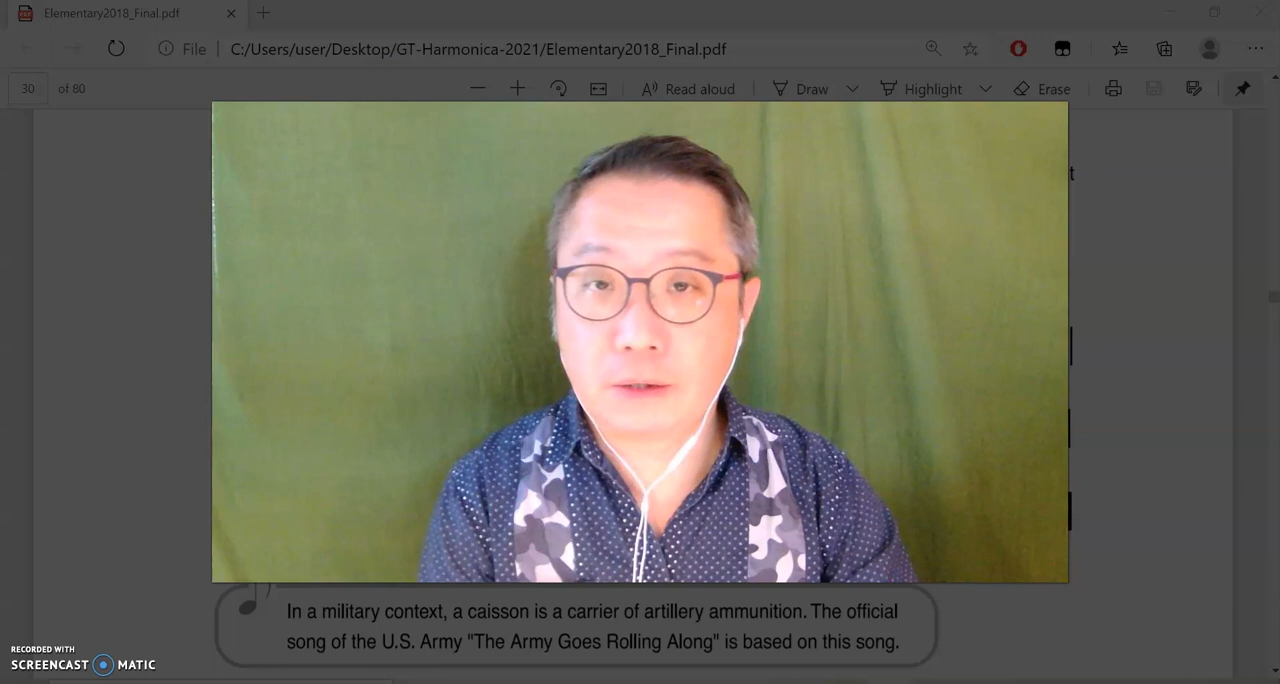 Elementary2018_Final.pdf
File
C:/Users/user/Desktop/GT-Harmonica-2021/Elementary2018_Final.pdf
30 of 80
Read aloud
Draw
Highlight
Erase
t
In a military context, a caisson is a carrier of artillery ammunition. The official
song of the U.S. Army "The Army Goes Rolling Along" is based on this song.
RECORDED WITH
SCREENCAST MATIC